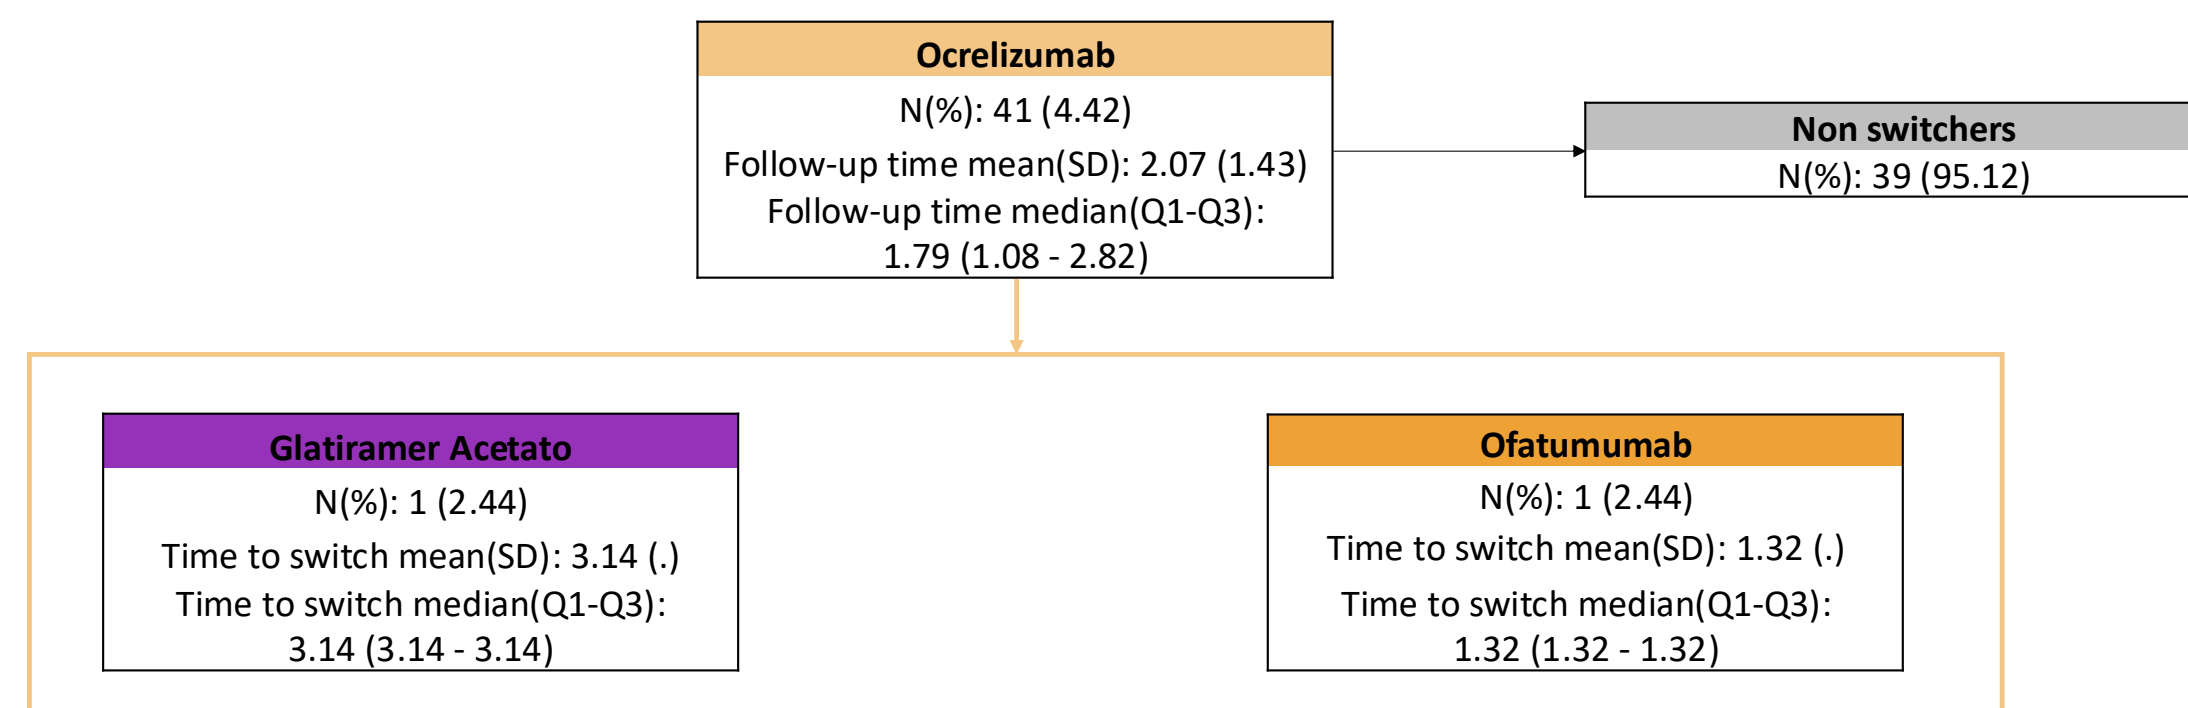 Ocrelizumab
N(%): 41 (4.42)
Follow-up time mean(SD): 2.07 (1.43)
Follow-up time median(Q1-Q3):
1.79 (1.08 - 2.82)
Non switchers
N(%): 39 (95.12)
Glatiramer Acetato
N(%): 1 (2.44)
Time to switch mean(SD): 3.14 (.)
Time to switch median(Q1-Q3):
3.14 (3.14 - 3.14)
Ofatumumab
N(%): 1 (2.44)
Time to switch mean(SD): 1.32 (.)
Time to switch median(Q1-Q3):
1.32 (1.32 - 1.32)